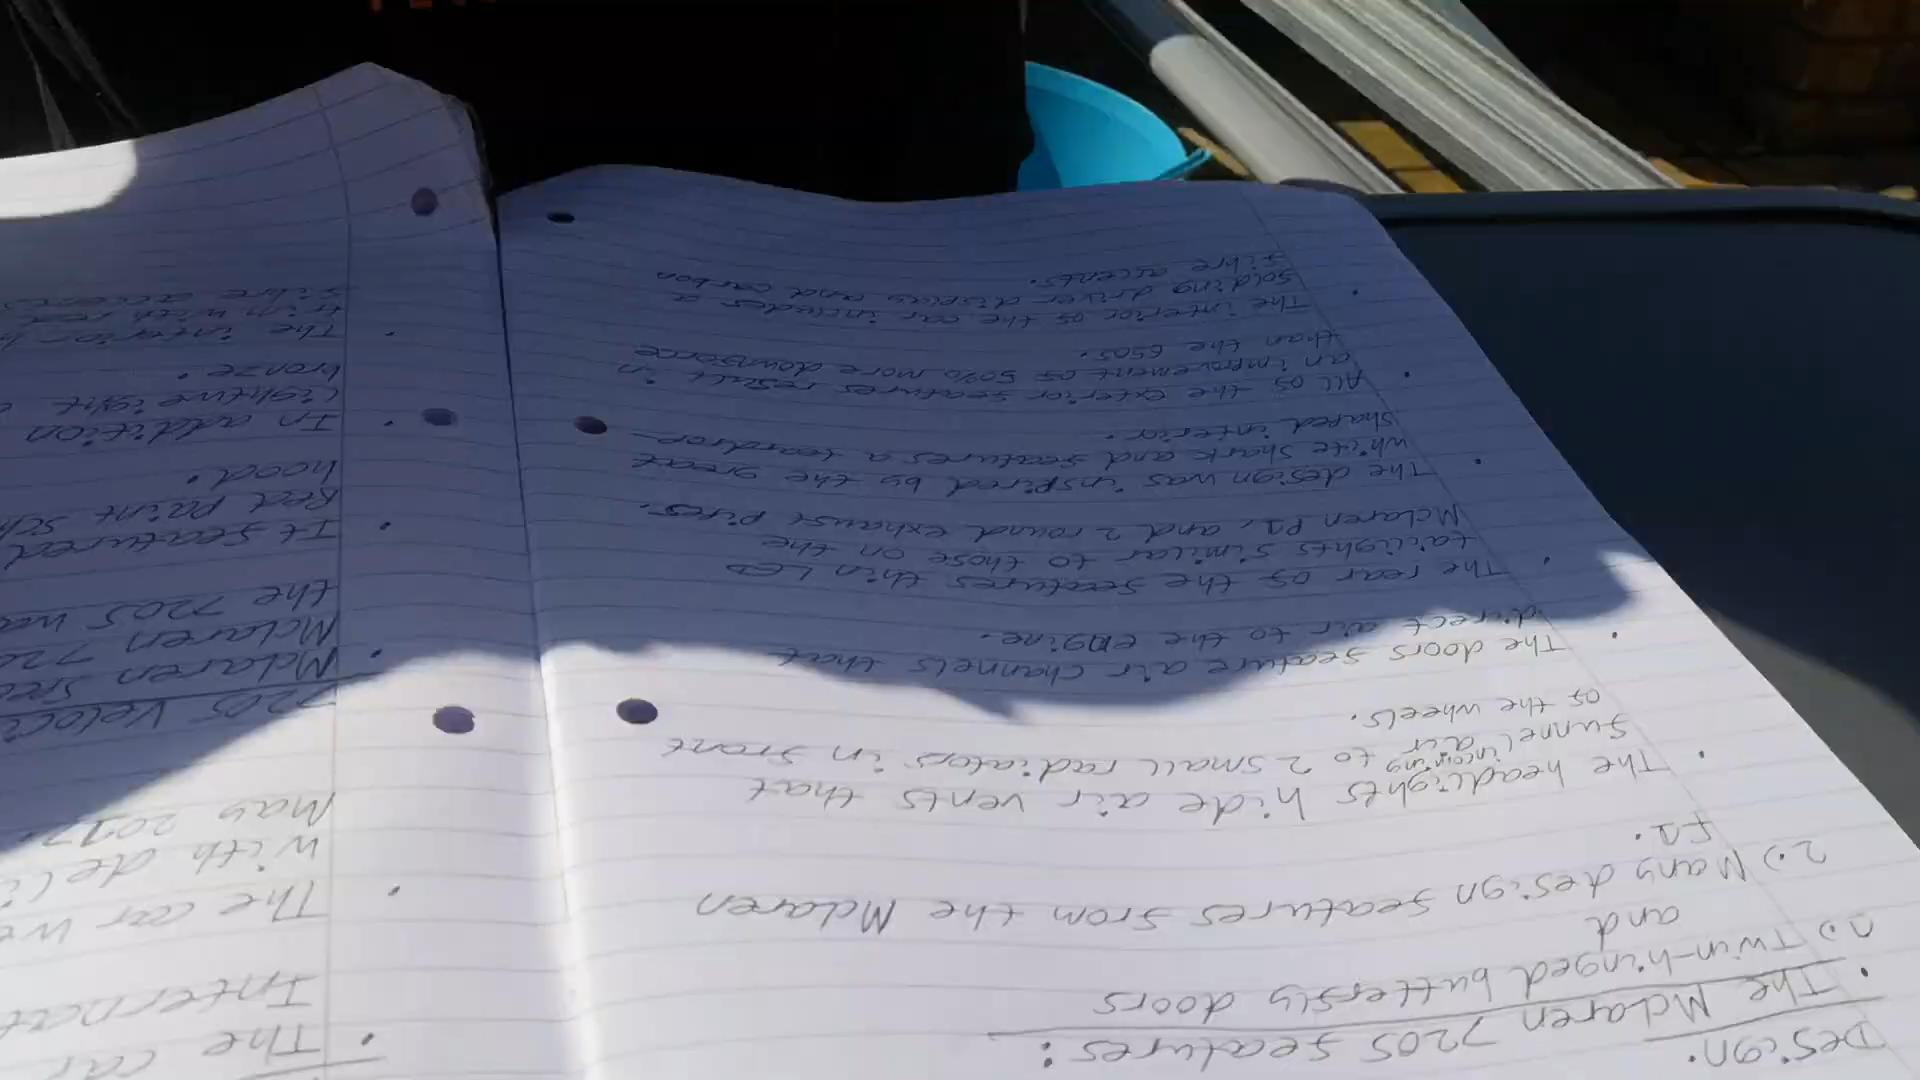 Design.
• The Mclaren 720S features:
1.) Twin-hinged butterfly doors
and
2.) Many design features from the Mclaren
F1.
• The headlights hide air vents that
funnel incoming air to 2 small radiators in front
of the wheels.
• The doors feature air channels that
direct air to the engine.
• The rear of the features thin LED
taillights similar to those on the
Mclaren P1, and 2 round exhaust pipes.
• The design was inspired by the great
white shark and features a teardrop-
shaped interior.
• All of the exterior features result in
an improvement of 50% more downforce
than the 650S.
• The interior of the car includes a
folding driver display and carbon
fibre accents.
• The car
Internat
• The car we
with deli
May 2017.
720S Veloci
• Mclaren Spec
Mclaren 720
the 720S wa
• It featured
Red paint sch
hood.
• In addition
lightweight
bronze.
• The interior
trim with red
fibre accents